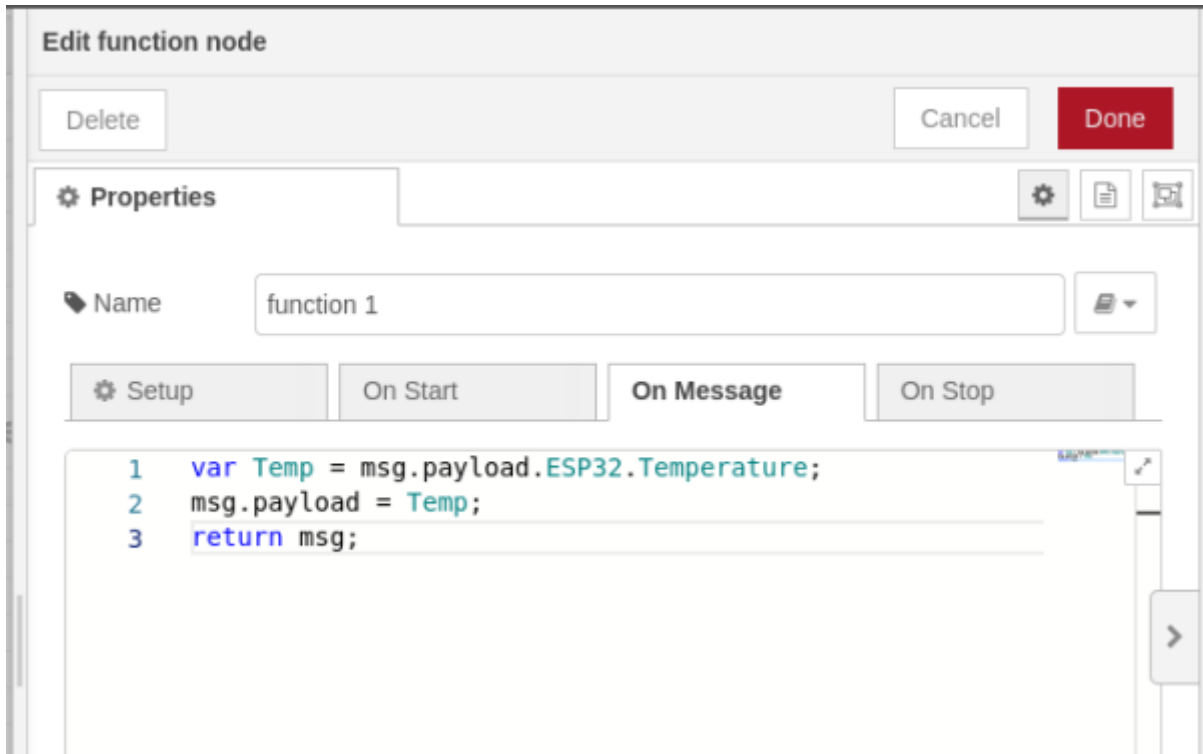 Edit function node
Delete Cancel Done
Properties
Name function 1
Setup On Start On Message On Stop
1 var Temp = msg.payload.ESP32.Temperature;
2 msg.payload = Temp;
3 return msg;